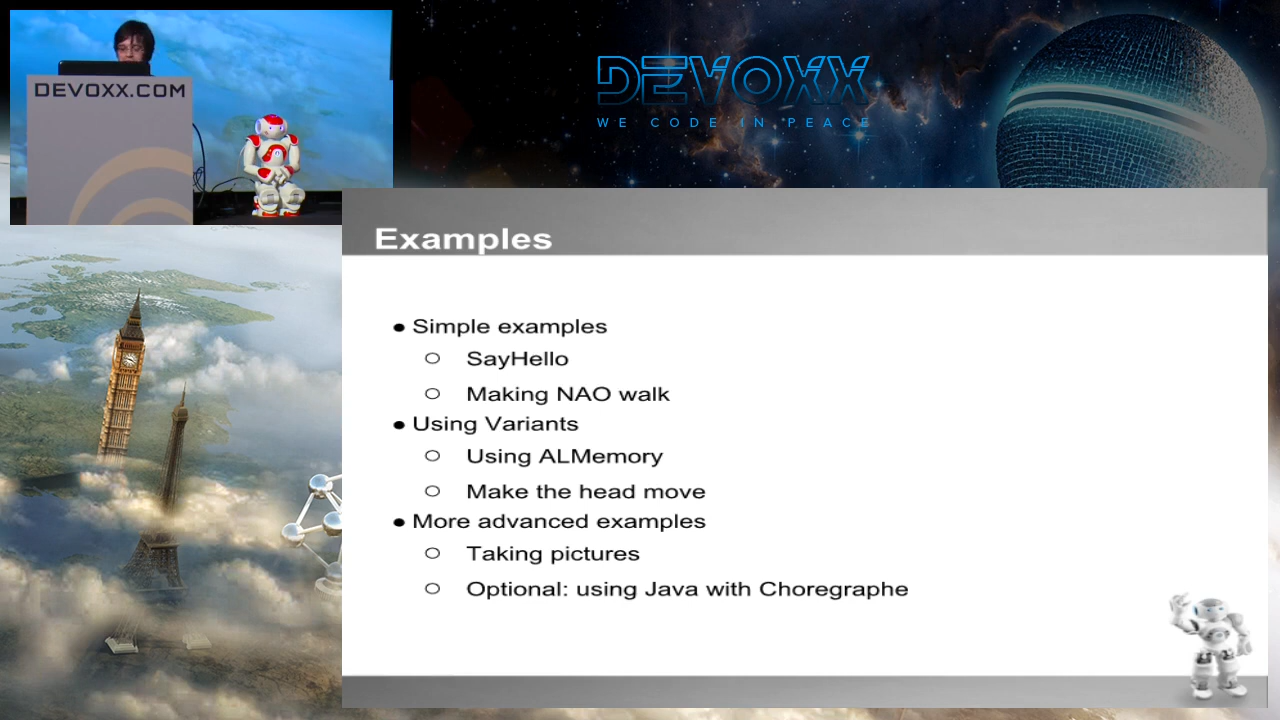 DEVOXX.COM
DEVOXX
WE CODE IN PEACE
Examples
● Simple examples
○ SayHello
○ Making NAO walk
● Using Variants
○ Using ALMemory
○ Make the head move
● More advanced examples
○ Taking pictures
○ Optional: using Java with Choregraphe